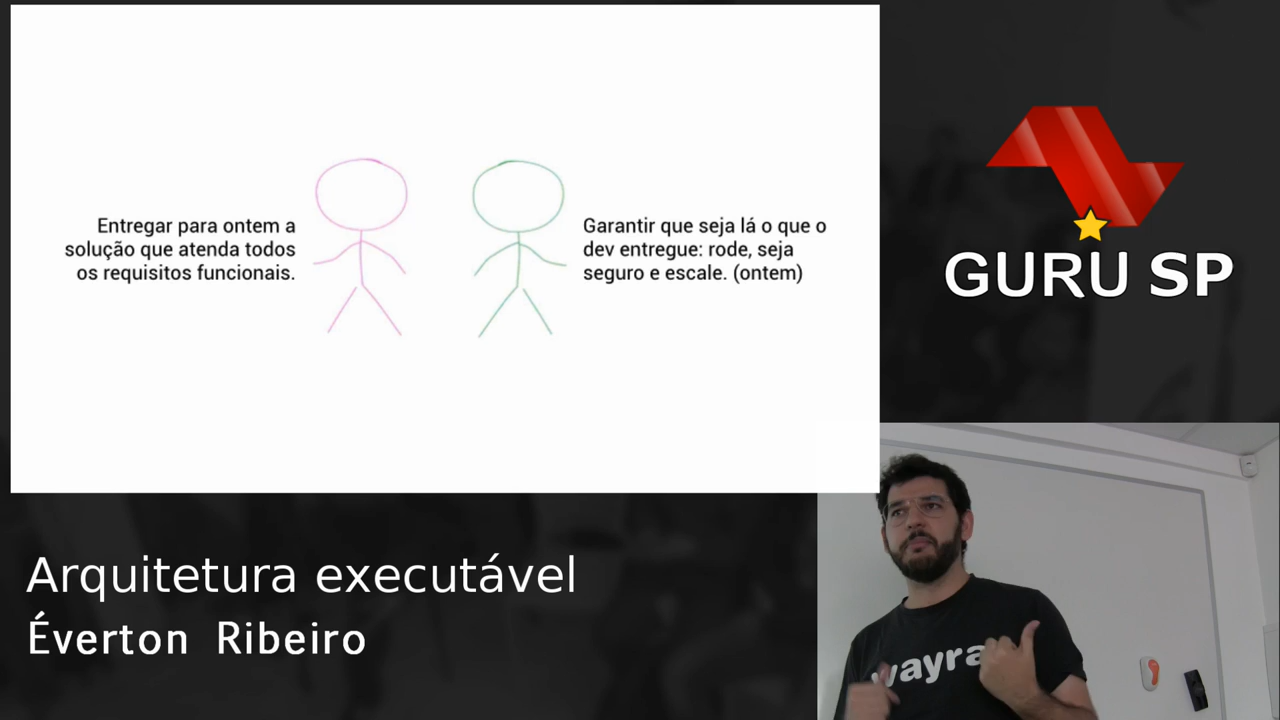 Entregar para ontem a
solução que atenda todos
os requisitos funcionais.
Garantir que seja lá o que o
dev entregue: rode, seja
seguro e escale. (ontem)
GURU SP
Arquitetura executável
Éverton Ribeiro
wayra